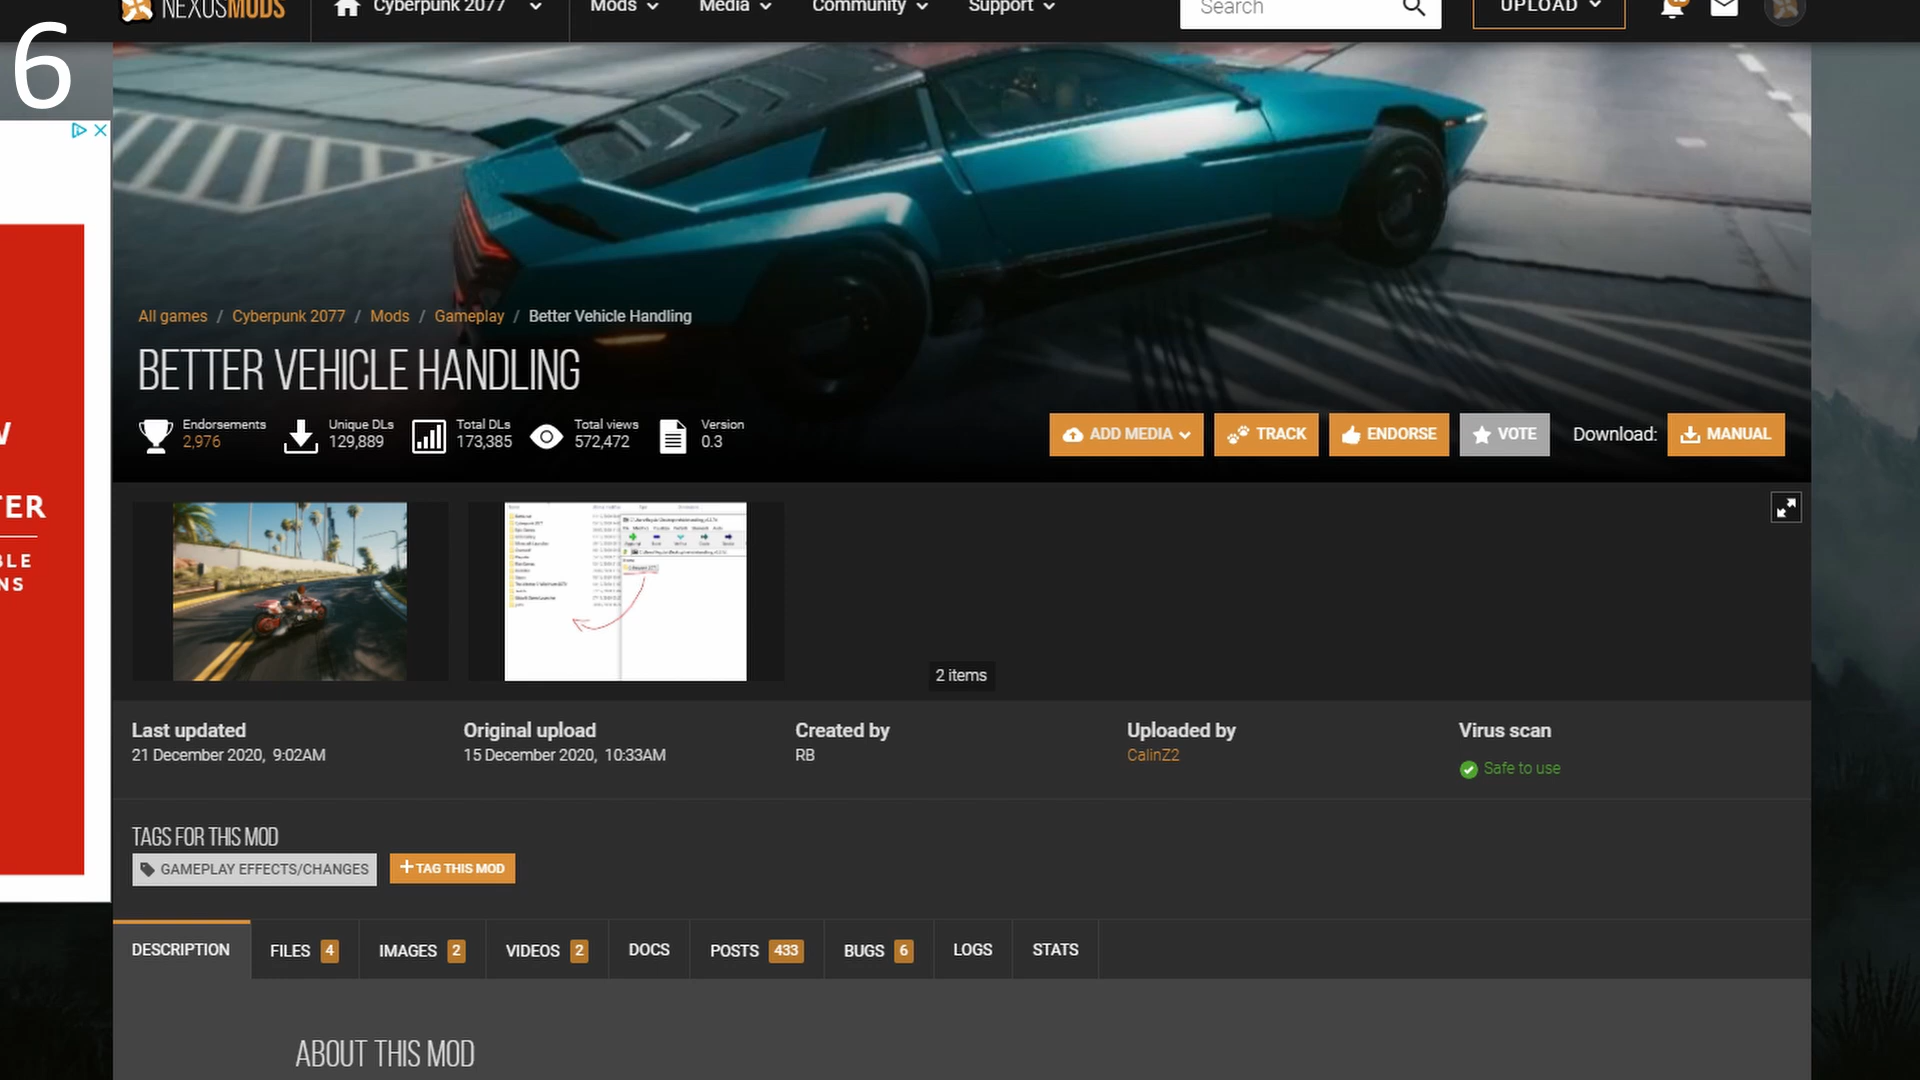 6
NEXUSMODS
Cyberpunk 2077
Mods
Media
Community
Support
Search
UPLOAD
All games / Cyberpunk 2077 / Mods / Gameplay / Better Vehicle Handling
BETTER VEHICLE HANDLING
Endorsements
2,976
Unique DLs
129,889
Total DLs
173,385
Total views
572,472
Version
0.3
ADD MEDIA
TRACK
ENDORSE
VOTE
Download:
MANUAL
TER
BLE
NS
2 items
Last updated
21 December 2020, 9:02AM
Original upload
15 December 2020, 10:33AM
Created by
RB
Uploaded by
CalinZ2
Virus scan
Safe to use
TAGS FOR THIS MOD
GAMEPLAY EFFECTS/CHANGES
+TAG THIS MOD
DESCRIPTION
FILES 4
IMAGES 2
VIDEOS 2
DOCS
POSTS 433
BUGS 6
LOGS
STATS
ABOUT THIS MOD